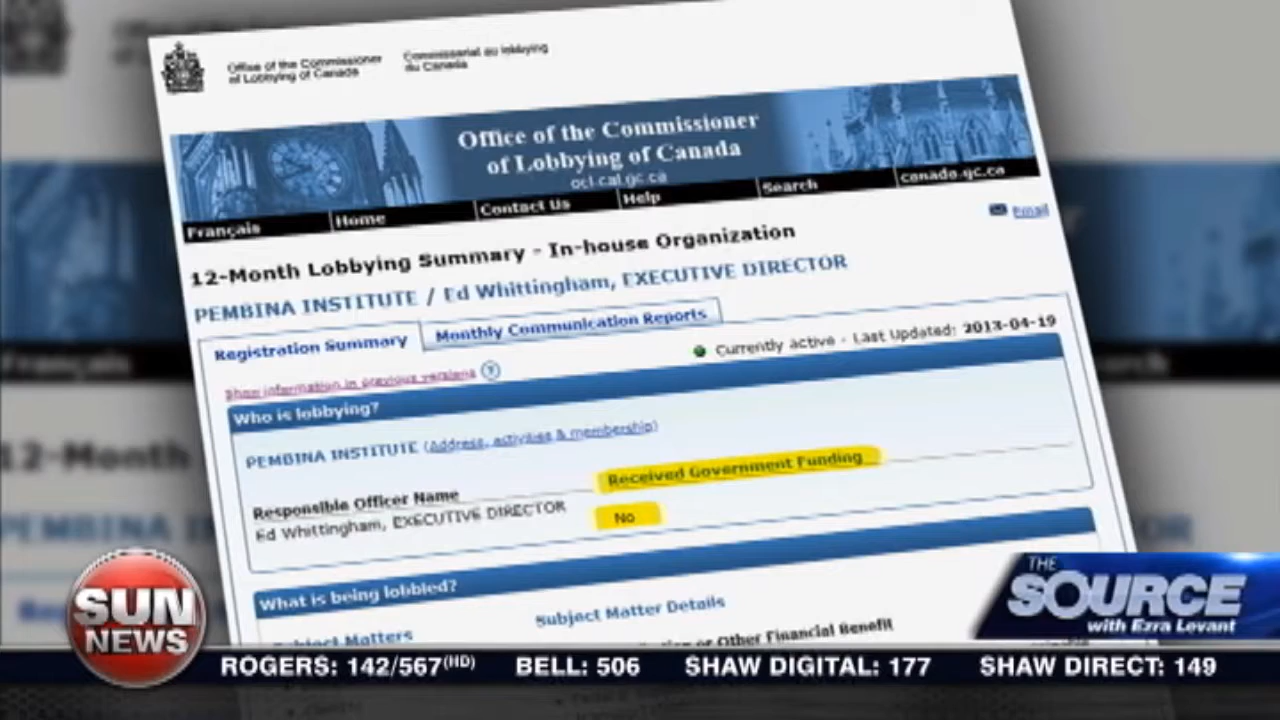 Office of the Commissioner
of Lobbying of Canada
Commissariat au lobbying
du Canada
Office of the Commissioner
of Lobbying of Canada
ocl.cal.gc.ca
Français
Home
Contact Us
Help
Search
canada.gc.ca
Email
12-Month Lobbying Summary - In-house Organization
PEMBINA INSTITUTE / Ed Whittingham, EXECUTIVE DIRECTOR
Registration Summary
Monthly Communication Reports
Currently active - Last Updated: 2013-04-19
Show information in previous versions ?
Who is lobbying?
PEMBINA INSTITUTE (Address, activities & membership)
Responsible Officer Name
Received Government Funding
Ed Whittingham, EXECUTIVE DIRECTOR
No
What is being lobbied?
Subject Matters
Subject Matter Details
or Other Financial Benefit
SUN
NEWS
THE
SOURCE
with Ezra Levant
ROGERS: 142/567(HD) BELL: 506 SHAW DIGITAL: 177 SHAW DIRECT: 149